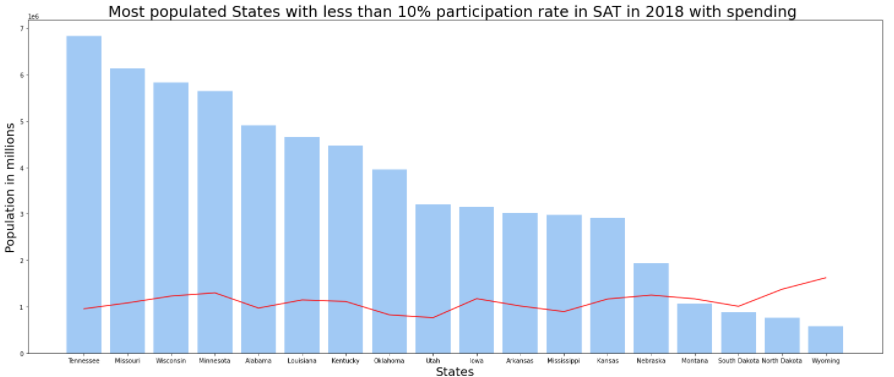 Most populated States with less than 10% participation rate in SAT in 2018 with spending
1e6
7
6
5
4
3
2
1
0
Population in millions
Tennessee Missouri Wisconsin Minnesota Alabama Louisiana Kentucky Oklahoma Utah Iowa Arkansas Mississippi Kansas Nebraska Montana South Dakota North Dakota Wyoming
States